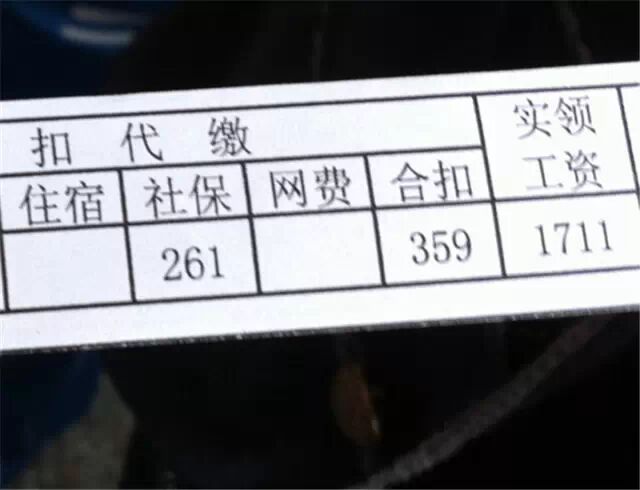 扣 代 缴
实领
工资
住宿 社保 网费 合扣
261 359 1711